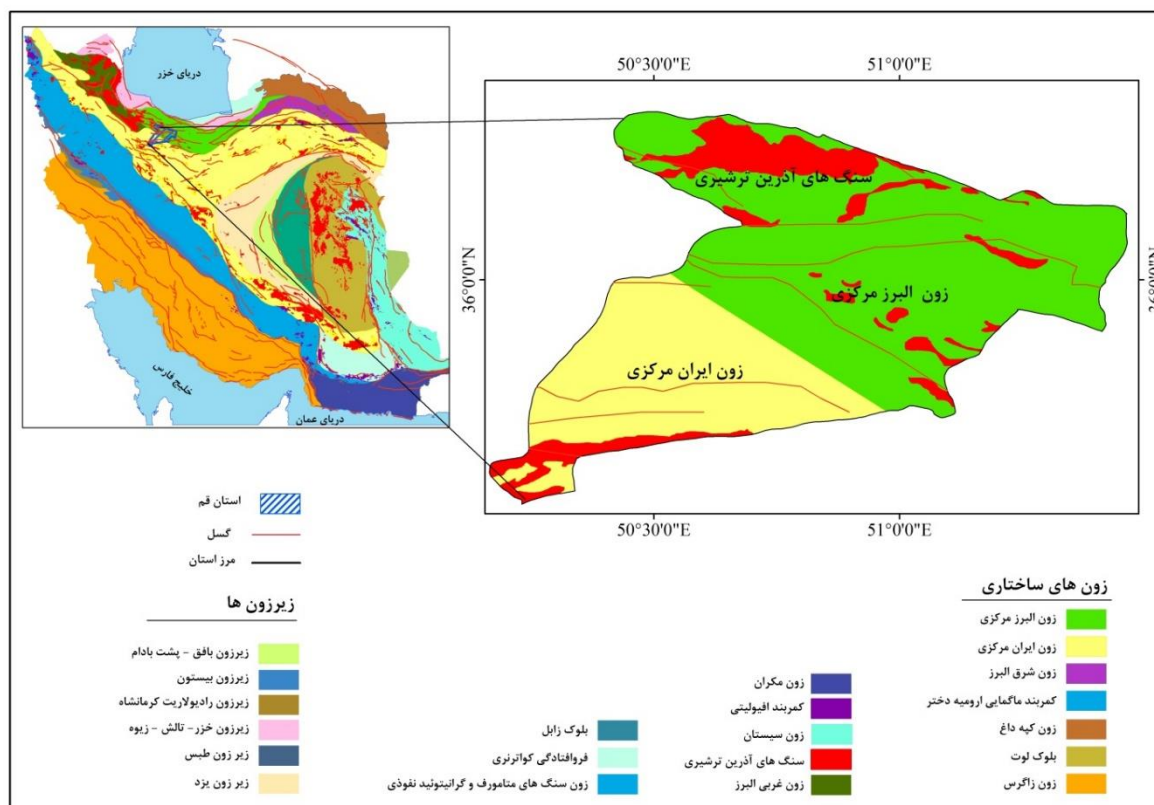 دریای خزر
خلیج فارس
دریای عمان
50°30'0"E
51°0'0"E
36°0'0"N
36°0'0"N
سنگ های آذرین ترشیری
زون البرز مرکزی
زون ایران مرکزی
50°30'0"E
51°0'0"E
استان قم
گسل
مرز استان
زون های ساختاری
زون البرز مرکزی
زون ایران مرکزی
زون شرق البرز
کمربند ماگمایی ارومیه دختر
زون کپه داغ
بلوک لوت
زون زاگرس
زون مکران
کمربند افیولیتی
زون سیستان
سنگ های آذرین ترشیری
زون غربی البرز
بلوک زابل
فروافتادگی کواترنری
زون سنگ های متامورف و گرانیتوئید نفوذی
زیرزون ها
زیرزون بافق - پشت بادام
زیرزون بیستون
زیرزون رادیولاریت کرمانشاه
زیرزون خزر- تالش - زیوه
زیر زون طبس
زیر زون یزد